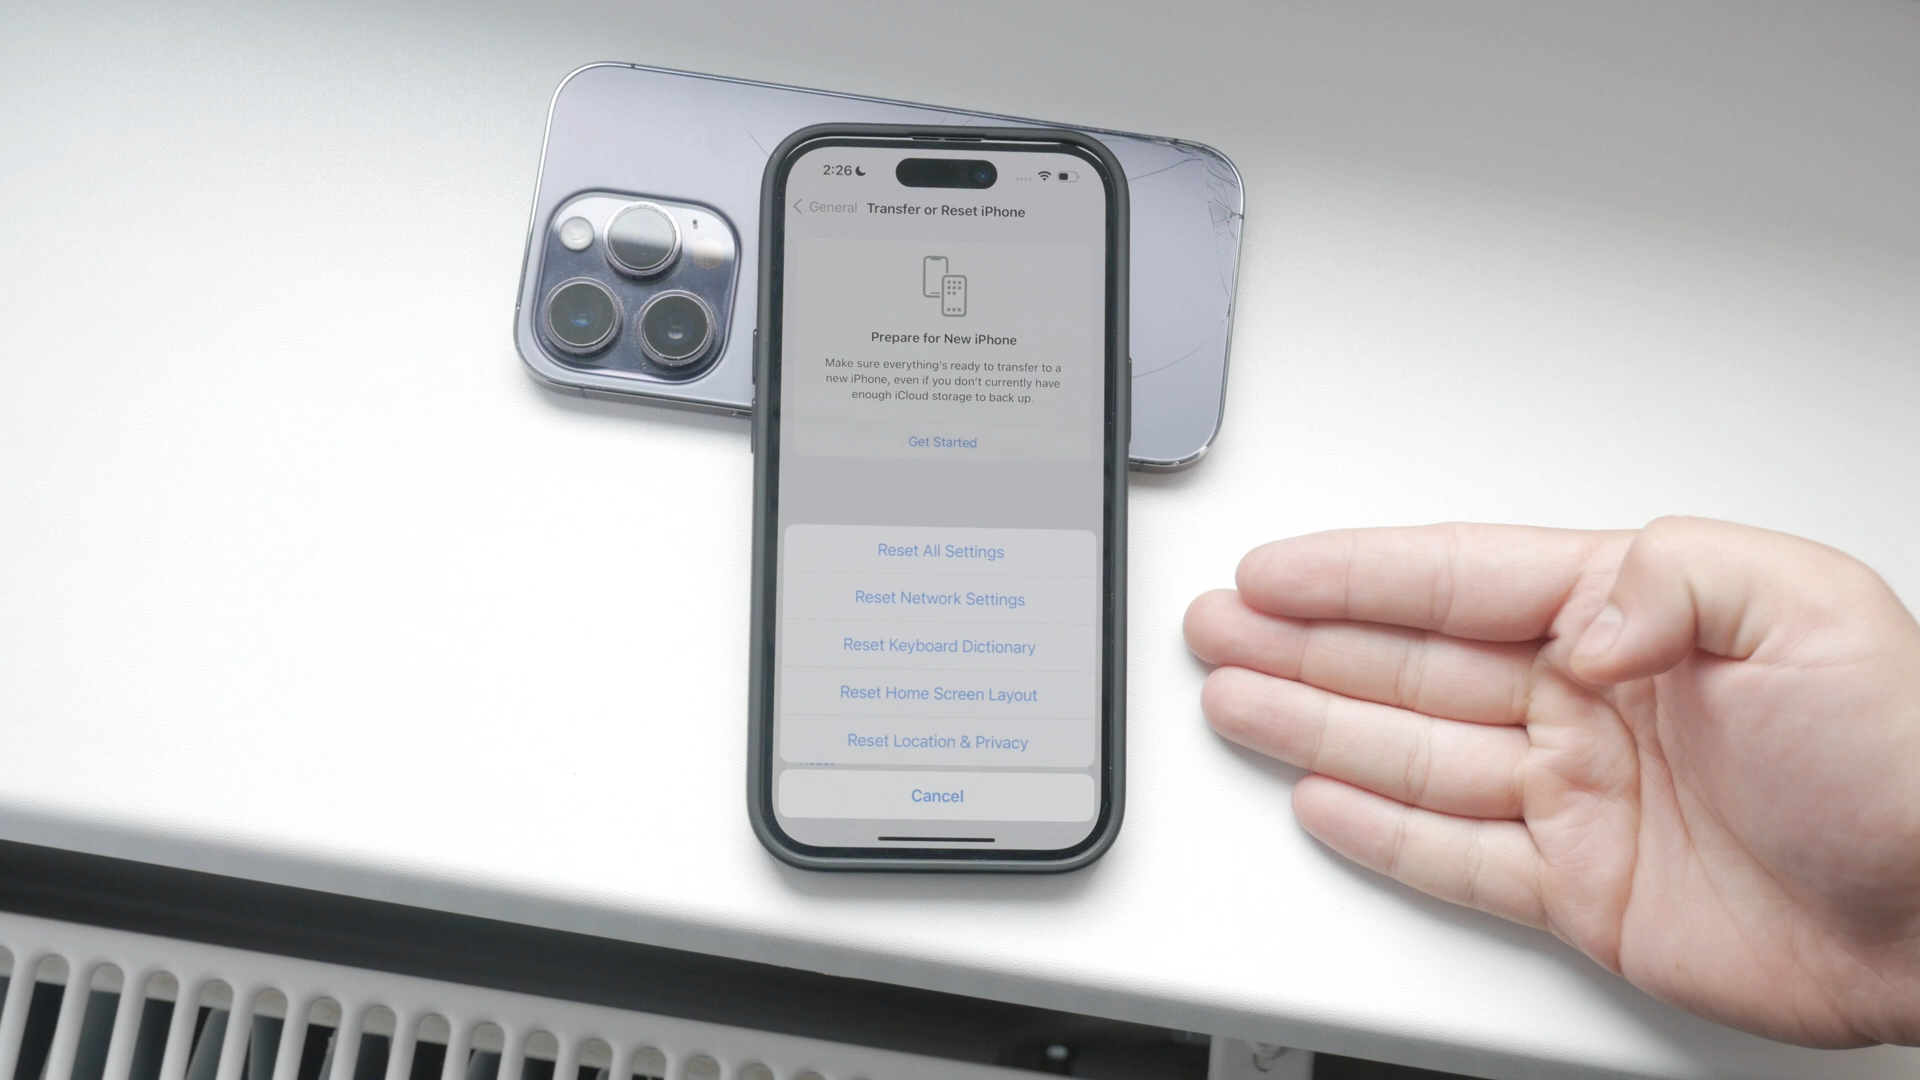 2:26
General Transfer or Reset iPhone
Prepare for New iPhone
Make sure everything's ready to transfer to a
new iPhone, even if you don't currently have
enough iCloud storage to back up.
Get Started
Reset All Settings
Reset Network Settings
Reset Keyboard Dictionary
Reset Home Screen Layout
Reset Location & Privacy
Cancel